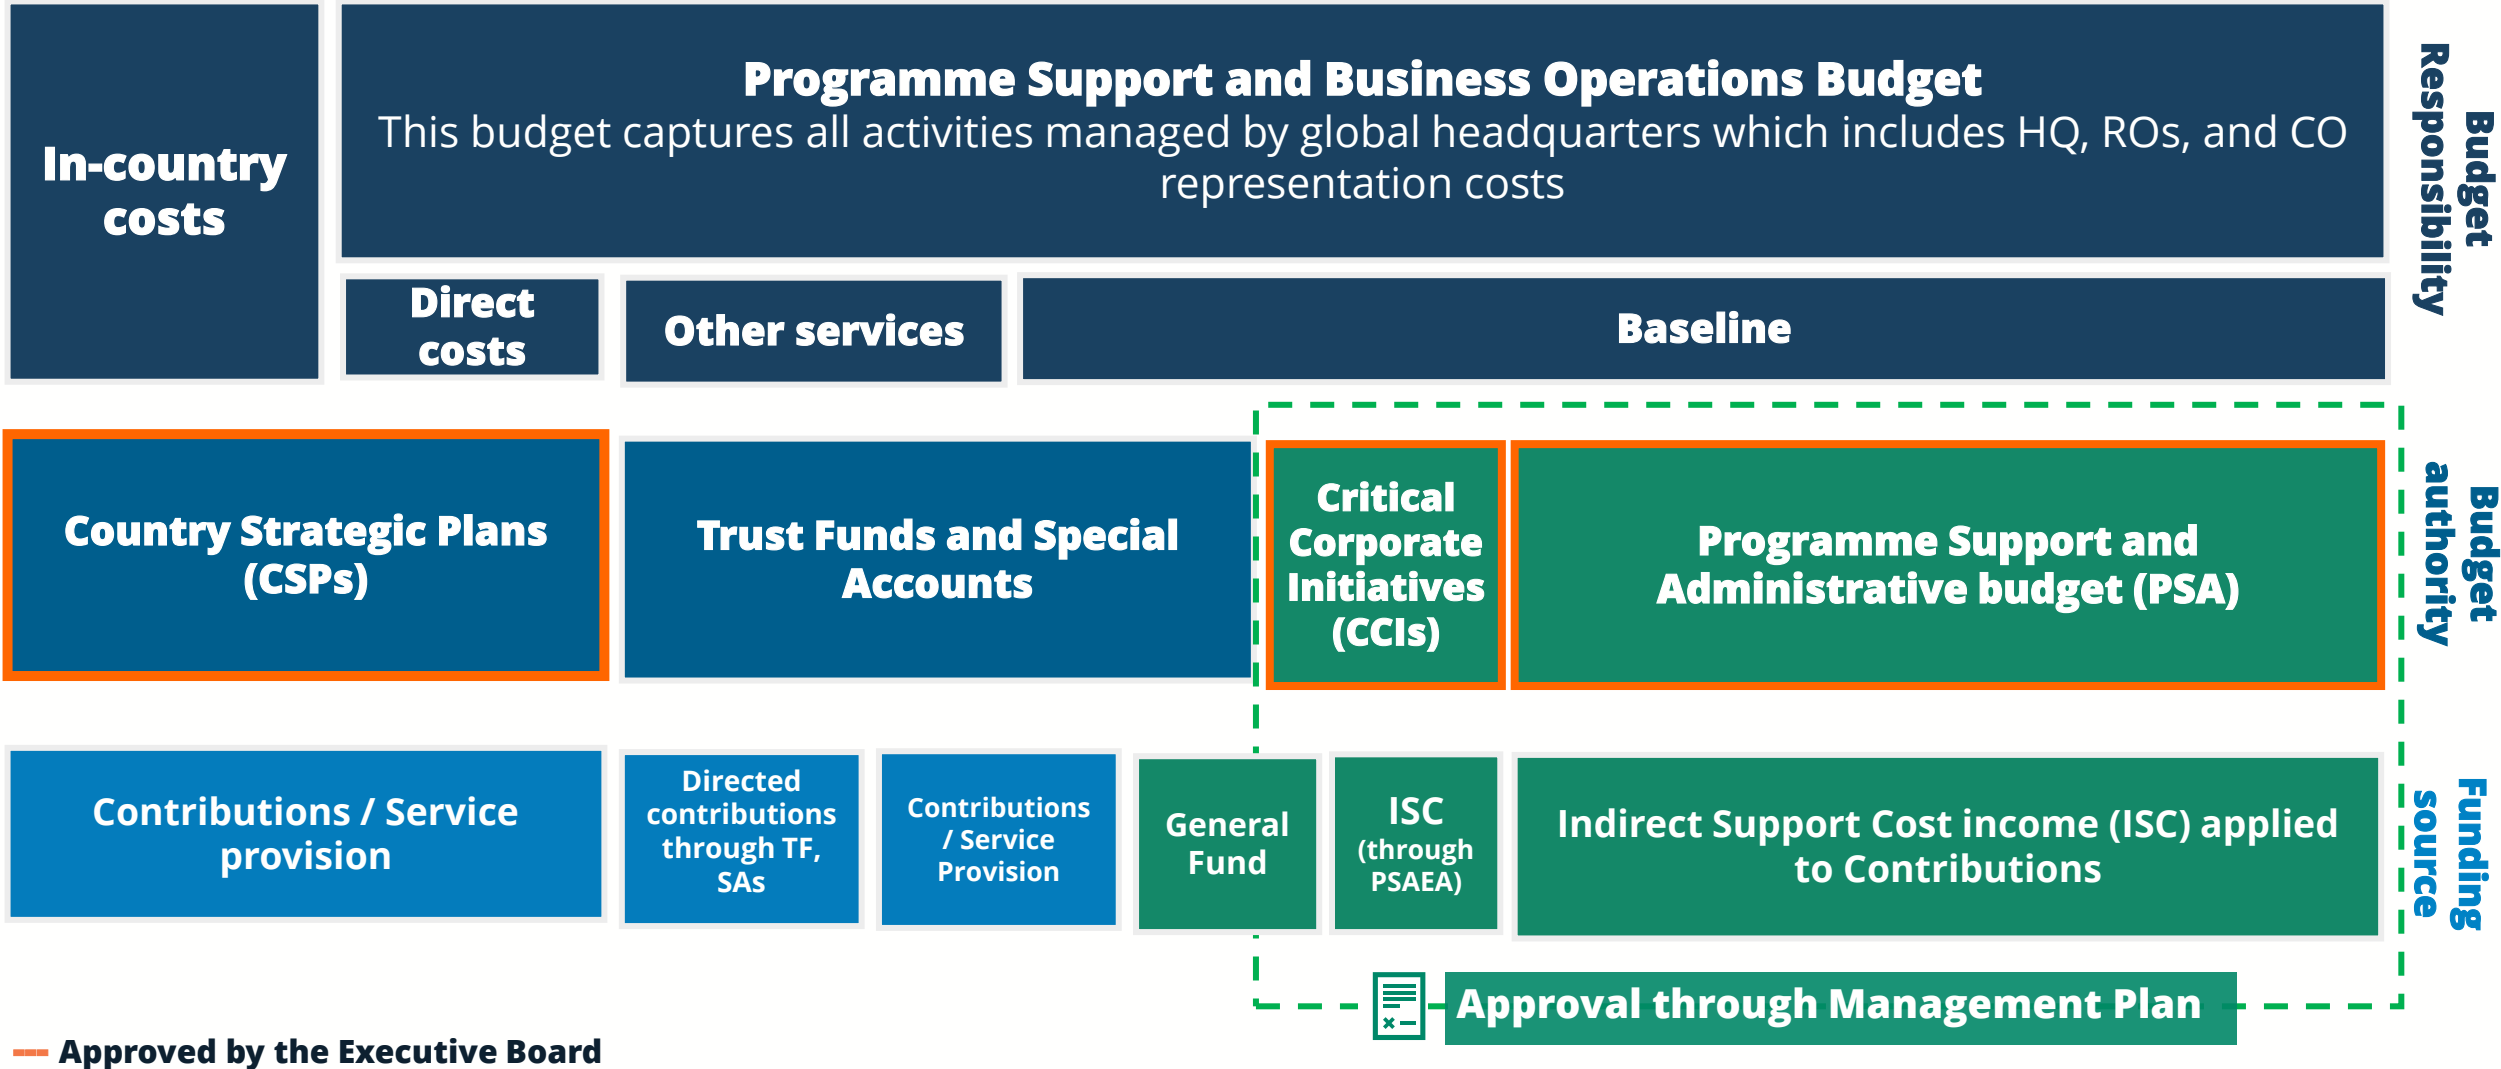 In-country
costs
Programme Support and Business Operations Budget
This budget captures all activities managed by global headquarters which includes HQ, ROs, and CO
representation costs
Budget
Responsibility
Direct
costs
Other services
Baseline
Country Strategic Plans
(CSPs)
Trust Funds and Special
Accounts
Critical
Corporate
Initiatives
(CCIs)
Programme Support and
Administrative budget (PSA)
Budget
authority
Contributions / Service
provision
Directed
contributions
through TF,
SAs
Contributions
/ Service
Provision
General
Fund
ISC
(through
PSAEA)
Indirect Support Cost income (ISC) applied
to Contributions
Funding
source
Approval through Management Plan
Approved by the Executive Board